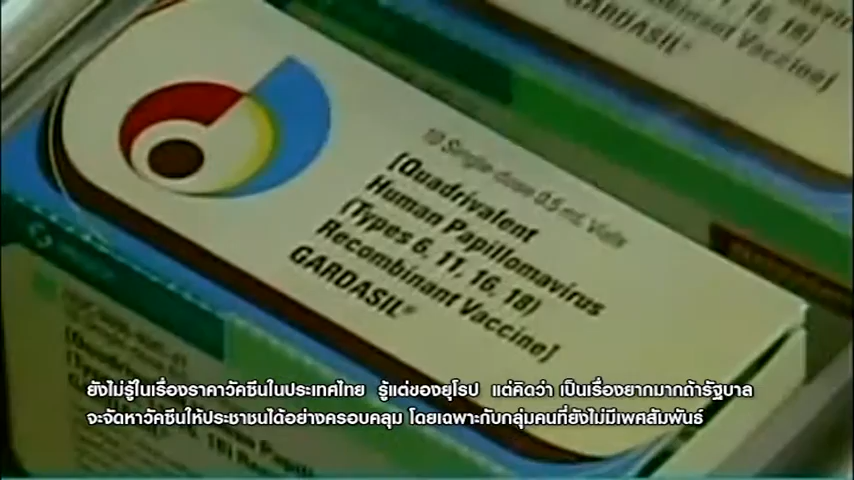 GARDASIL
16, 18)
Recombinant Vaccine]
10 Single-dose 0.5 mL Vials
[Quadrivalent
Human Papillomavirus
(Types 6, 11, 16, 18)
Recombinant Vaccine]
GARDASIL®
ยังไม่รู้ในเรื่องราคาวัคซีนในประเทศไทย รู้แต่ของยุโรป แต่คิดว่า เป็นเรื่องยากมากถ้ารัฐบาล
จะจัดหาวัคซีนให้ประชาชนได้อย่างครอบคลุม โดยเฉพาะกับกลุ่มคนที่ยังไม่มีเพศสัมพันธ์